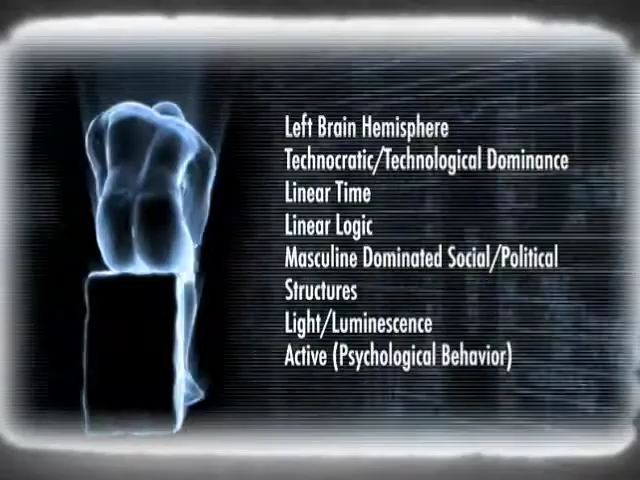 Left Brain Hemisphere
Technocratic/Technological Dominance
Linear Time
Linear Logic
Masculine Dominated Social/Political
Structures
Light/Luminescence
Active (Psychological Behavior)